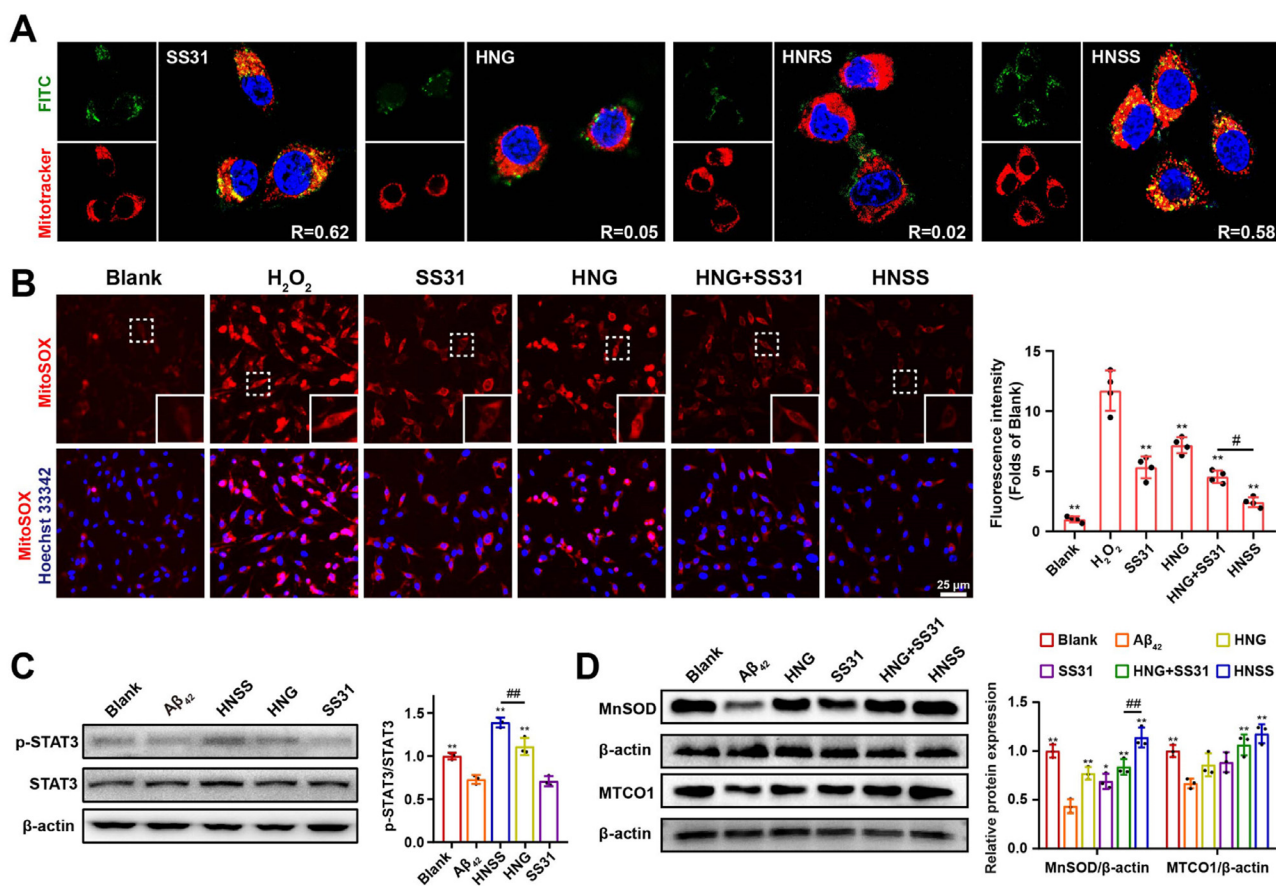 A
FITC
Mitotracker
SS31
R=0.62
HNG
R=0.05
HNRS
R=0.02
HNSS
R=0.58
B
Blank
H₂O₂
SS31
HNG
HNG+SS31
HNSS
MitoSOX
MitoSOX
Hoechst 33342
25 μm
Fluorescence intensity
(Folds of Blank)
15
10
5
0
**
**
**
**
#
**
Blank
H₂O₂
SS31
HNG
HNG+SS31
HNSS
C
Blank
Aβ₄₂
HNSS
HNG
SS31
p-STAT3
STAT3
β-actin
p-STAT3/STAT3
1.5
1.0
0.5
0.0
**
**
##
**
Blank
Aβ₄₂
HNSS
HNG
SS31
D
Blank
Aβ₄₂
HNG
SS31
HNG+SS31
HNSS
MnSOD
β-actin
MTCO1
β-actin
Blank
Aβ₄₂
HNG
SS31
HNG+SS31
HNSS
Relative protein expression
1.5
1.0
0.5
0.0
**
**
*
**
##
**
**
**
**
MnSOD/β-actin
MTCO1/β-actin